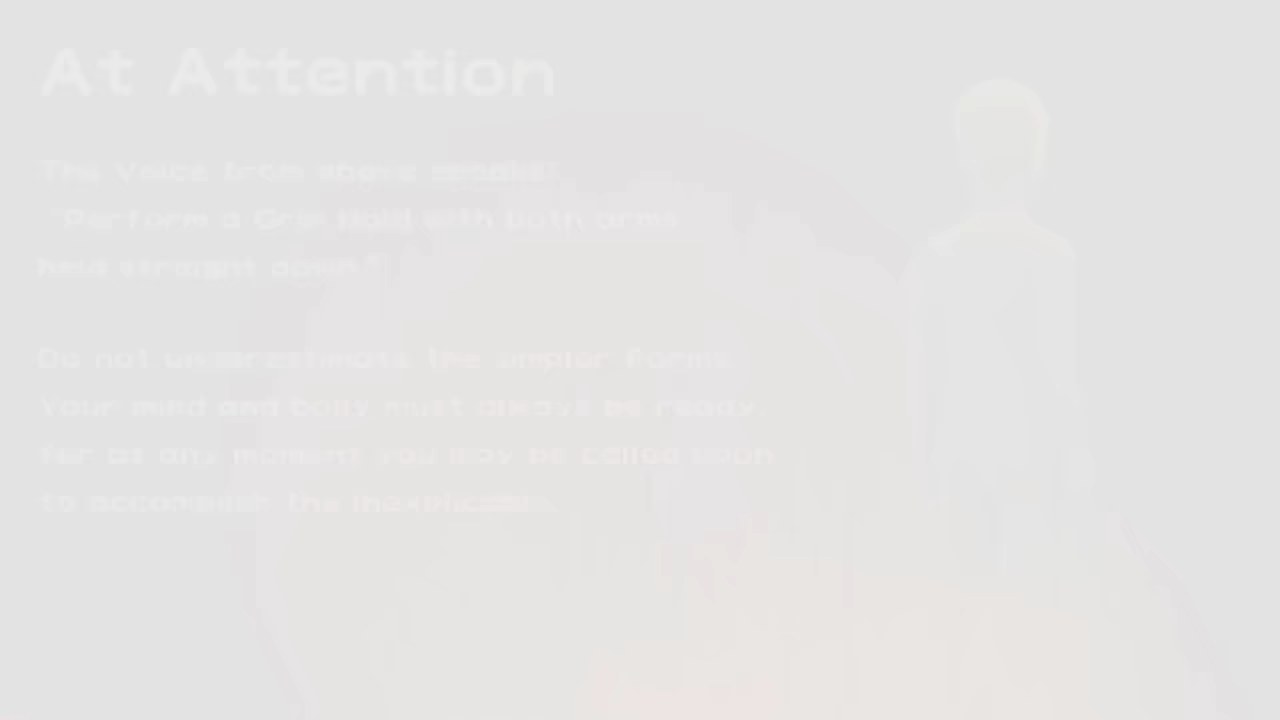 At Attention
The Voice from above speaks:
"Perform a Grip Hold with both arms
held straight down."
Do not underestimate the simpler Forms.
Your mind and body must always be ready,
for at any moment you may be called upon
to accomplish the inexplicable.